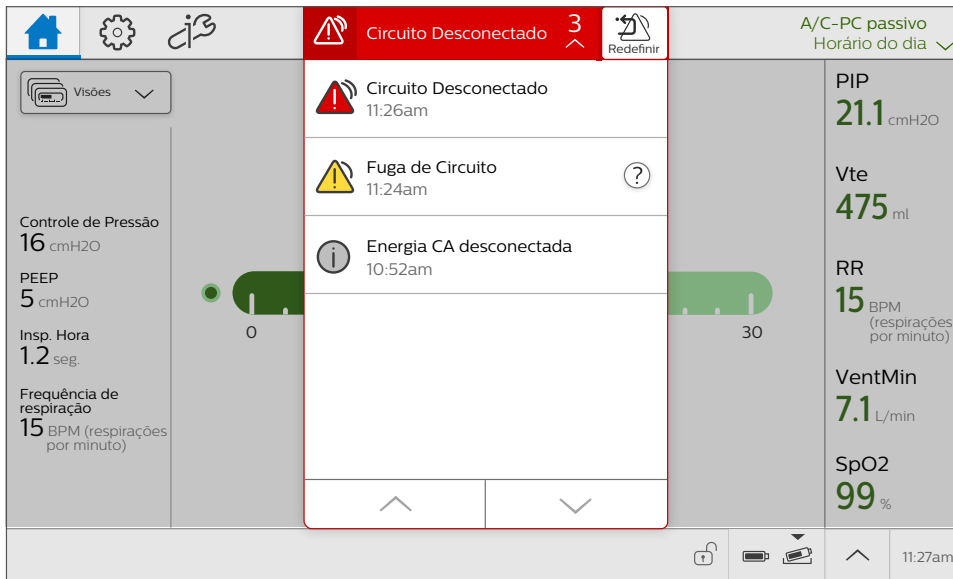 Circuito Desconectado 3
Redefinir
A/C-PC passivo
Horário do dia
Visões
Circuito Desconectado
11:26am
Fuga de Circuito
11:24am
?
Energia CA desconectada
10:52am
Controle de Pressão
16 cmH2O
PEEP
5 cmH2O
Insp. Hora
1.2 seg.
Frequência de
respiração
15 BPM (respirações
por minuto)
0
30
PIP
21.1 cmH2O
Vte
475 ml
RR
15 BPM
(respirações
por minuto)
VentMin
7.1 L/min
SpO2
99 %
11:27am